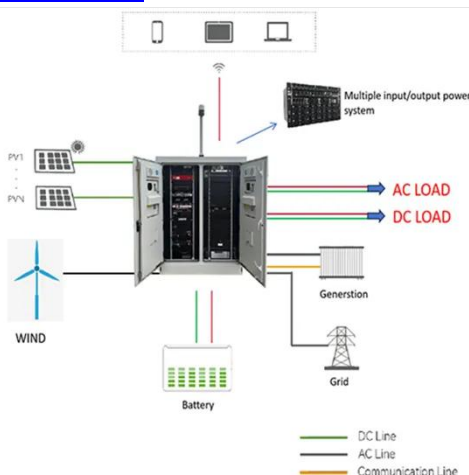 Multiple input/output power
system
PV1
PVN
AC LOAD
DC LOAD
Generstion
WIND
Grid
Battery
DC Line
AC Line
Communication Line